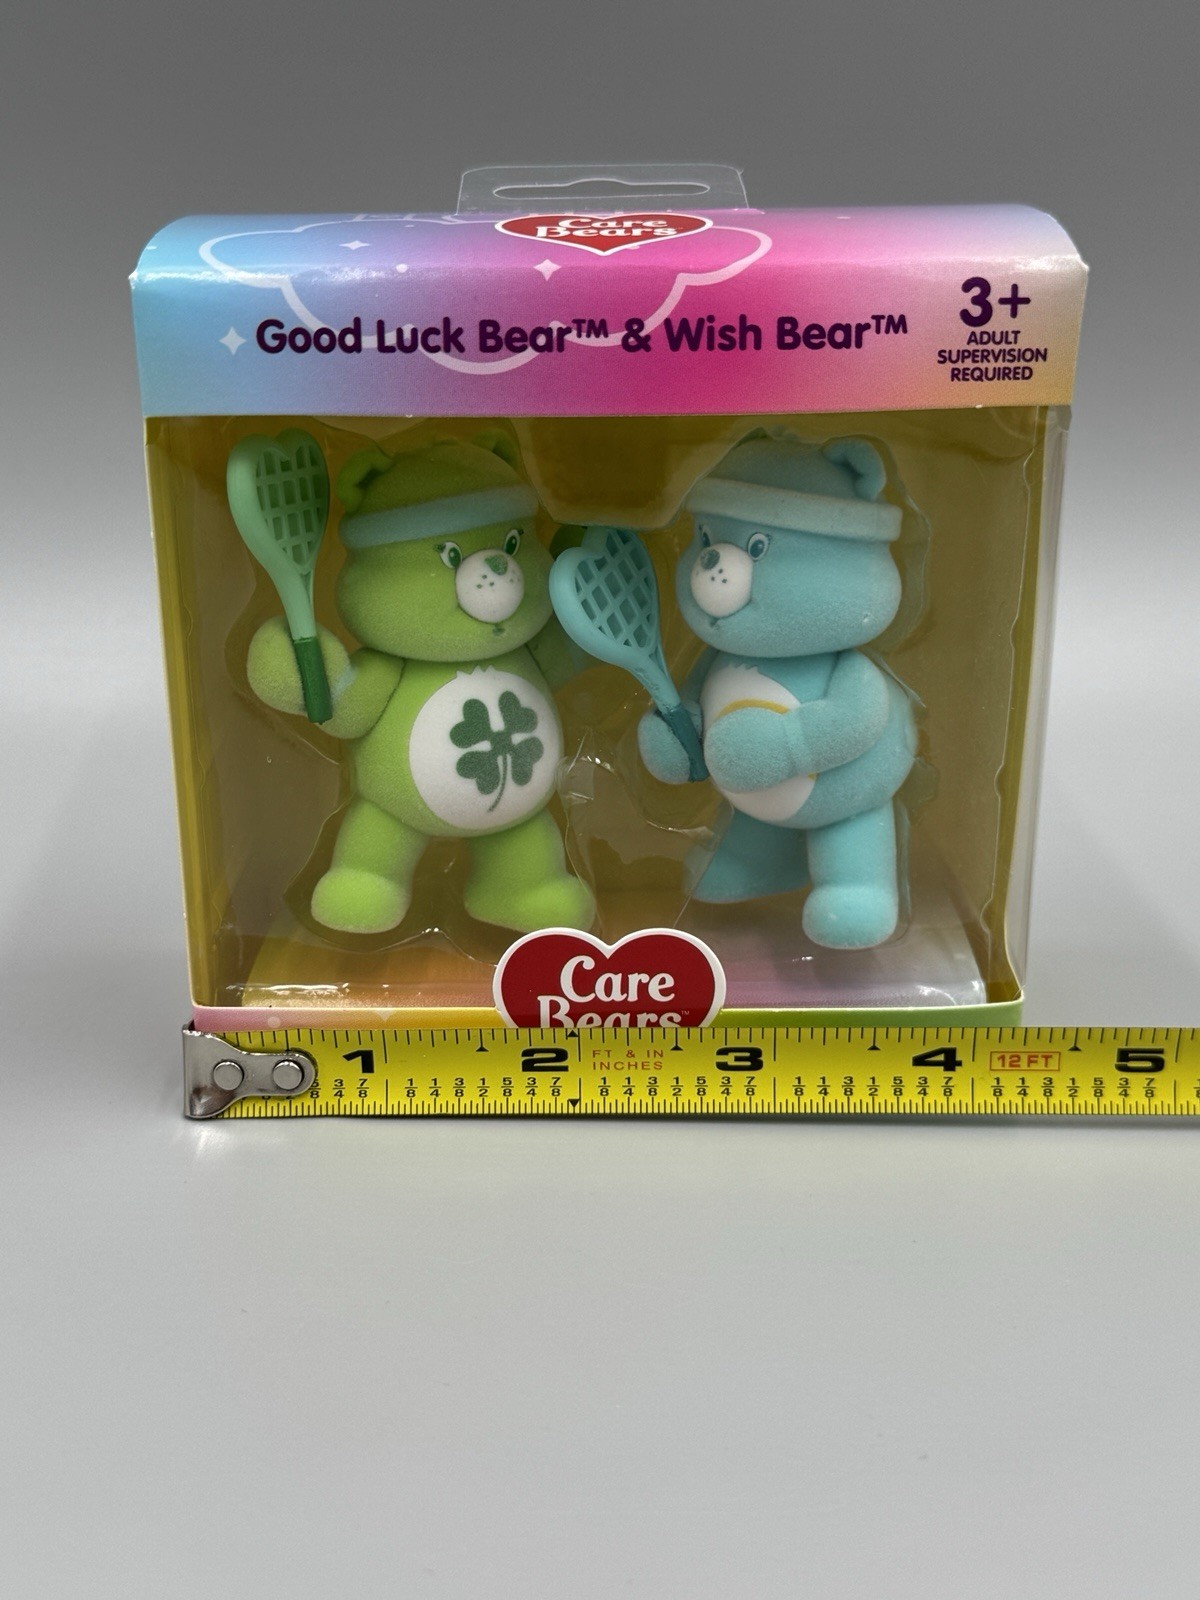 Care
Bears
3+
Good Luck Bear™ & Wish Bear™
ADULT
SUPERVISION
REQUIRED
Care
Bears™
1 2 FT & IN 3 4 12 FT 5
INCHES